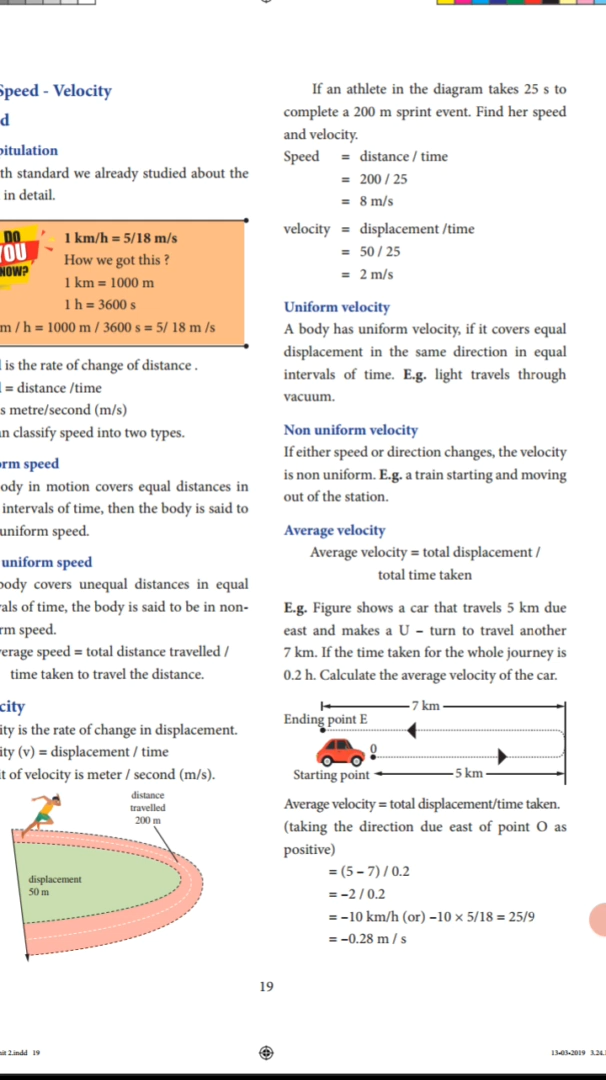 Speed - Velocity
d
pitulation
th standard we already studied about the
in detail.
DO
YOU
KNOW?
1 km/h = 5/18 m/s
How we got this ?
1 km = 1000 m
1 h = 3600 s
m / h = 1000 m / 3600 s = 5/ 18 m /s
is the rate of change of distance .
= distance /time
s metre/second (m/s)
an classify speed into two types.
orm speed
ody in motion covers equal distances in
intervals of time, then the body is said to
uniform speed.
uniform speed
body covers unequal distances in equal
vals of time, the body is said to be in non-
rm speed.
verage speed = total distance travelled /
time taken to travel the distance.
city
ity is the rate of change in displacement.
ity (v) = displacement / time
it of velocity is meter / second (m/s).
distance
travelled
200 m
displacement
50 m
If an athlete in the diagram takes 25 s to
complete a 200 m sprint event. Find her speed
and velocity.
Speed = distance / time
= 200 / 25
= 8 m/s
velocity = displacement /time
= 50 / 25
= 2 m/s
Uniform velocity
A body has uniform velocity, if it covers equal
displacement in the same direction in equal
intervals of time. E.g. light travels through
vacuum.
Non uniform velocity
If either speed or direction changes, the velocity
is non uniform. E.g. a train starting and moving
out of the station.
Average velocity
Average velocity = total displacement /
total time taken
E.g. Figure shows a car that travels 5 km due
east and makes a U – turn to travel another
7 km. If the time taken for the whole journey is
0.2 h. Calculate the average velocity of the car.
7 km
Ending point E
0
Starting point
5 km
Average velocity = total displacement/time taken.
(taking the direction due east of point O as
positive)
= (5 – 7) / 0.2
= –2 / 0.2
= –10 km/h (or) –10 × 5/18 = 25/9
= –0.28 m / s
19
it 2.indd 19
13-03-2019 3.24.